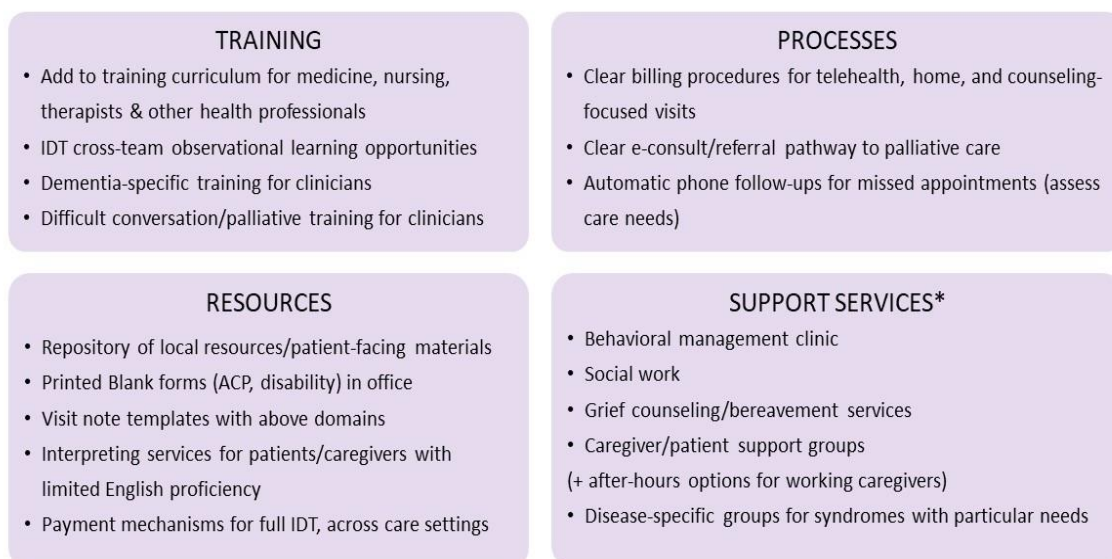 TRAINING
• Add to training curriculum for medicine, nursing,
therapists & other health professionals
• IDT cross-team observational learning opportunities
• Dementia-specific training for clinicians
• Difficult conversation/palliative training for clinicians
PROCESSES
• Clear billing procedures for telehealth, home, and counseling-
focused visits
• Clear e-consult/referral pathway to palliative care
• Automatic phone follow-ups for missed appointments (assess
care needs)
RESOURCES
• Repository of local resources/patient-facing materials
• Printed Blank forms (ACP, disability) in office
• Visit note templates with above domains
• Interpreting services for patients/caregivers with
limited English proficiency
• Payment mechanisms for full IDT, across care settings
SUPPORT SERVICES*
• Behavioral management clinic
• Social work
• Grief counseling/bereavement services
• Caregiver/patient support groups
(+ after-hours options for working caregivers)
• Disease-specific groups for syndromes with particular needs